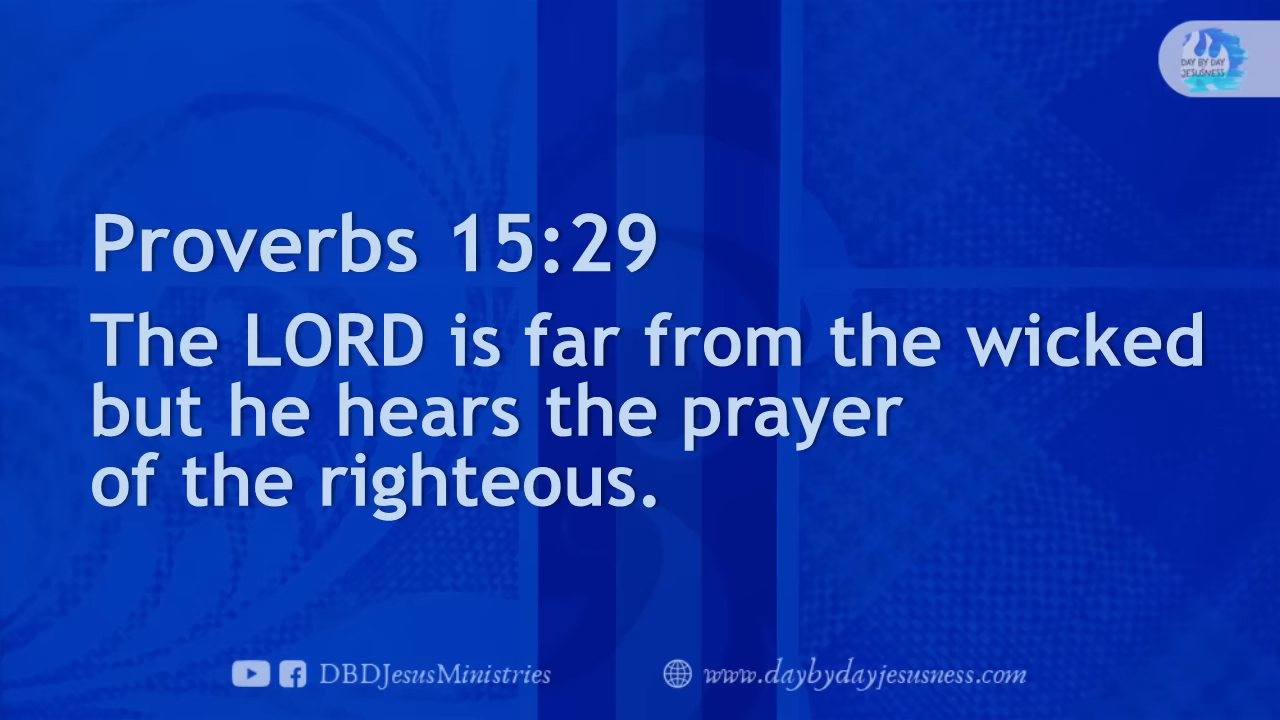 DAY BY DAY
JESUSNESS
Proverbs 15:29
The LORD is far from the wicked
but he hears the prayer
of the righteous.
DBDJesusMinistries
www.daybydayjesusness.com